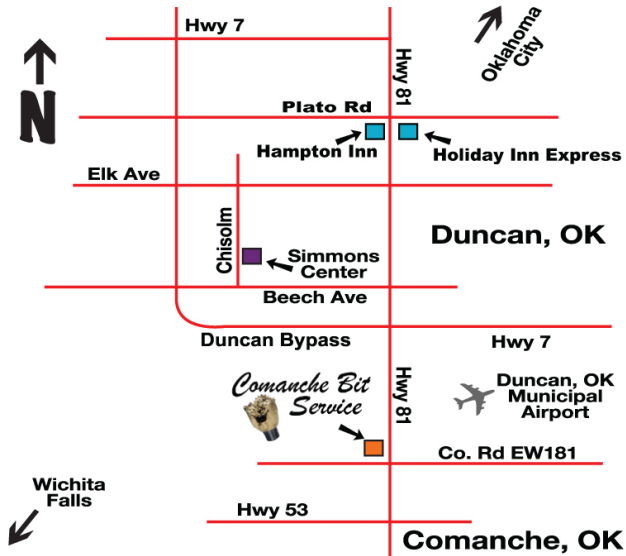 Hwy 7
Oklahoma
City
N
Hwy 81
Plato Rd
Hampton Inn
Holiday Inn Express
Elk Ave
Duncan, OK
Chisolm
Simmons
Center
Beech Ave
Duncan Bypass
Hwy 7
Comanche Bit
Service
Hwy 81
Duncan, OK
Municipal
Airport
Co. Rd EW181
Wichita
Falls
Hwy 53
Comanche, OK